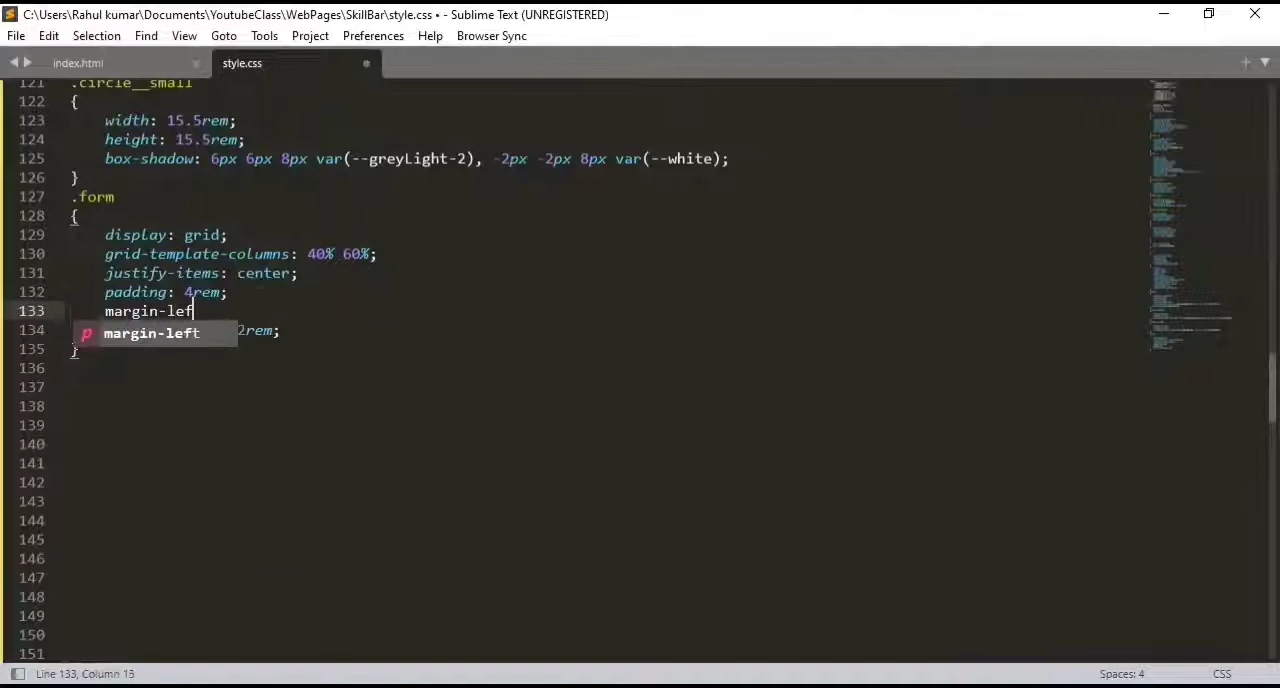 C:\Users\Rahul kumar\Documents\YoutubeClass\WebPages\SkillBar\style.css • - Sublime Text (UNREGISTERED)
File Edit Selection Find View Goto Tools Project Preferences Help Browser Sync
index.html style.css
121 .circle__small
122 {
123 width: 15.5rem;
124 height: 15.5rem;
125 box-shadow: 6px 6px 8px var(--greyLight-2), -2px -2px 8px var(--white);
126 }
127 .form
128 {
129 display: grid;
130 grid-template-columns: 40% 60%;
131 justify-items: center;
132 padding: 4rem;
133 margin-lef
134 2rem;
p margin-left
135 }
136
137
138
139
140
141
142
143
144
145
146
147
148
149
150
151
Line 133, Column 15 Spaces: 4 CSS